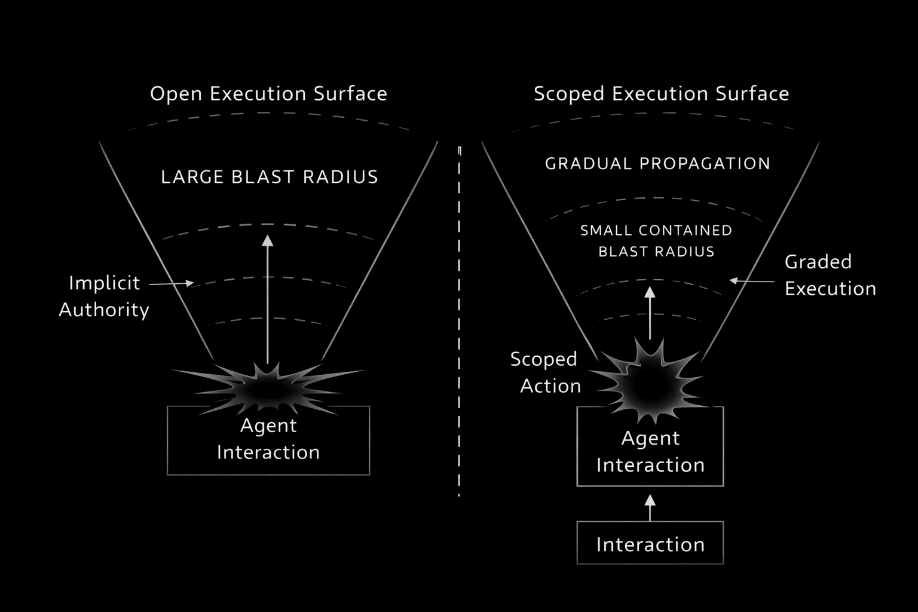 Open Execution Surface
LARGE BLAST RADIUS
Implicit
Authority
Agent
Interaction
Scoped Execution Surface
GRADUAL PROPAGATION
SMALL CONTAINED
BLAST RADIUS
Graded
Execution
Scoped
Action
Agent
Interaction
Interaction